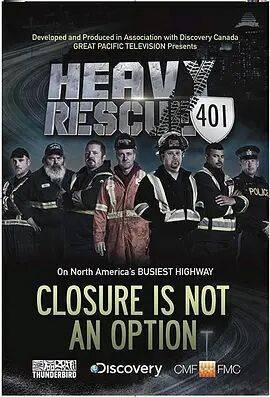 Developed and Produced in Association with Discovery Canada
GREAT PACIFIC TELEVISION Presents
HEAVY
RESCUE
401
On North America's BUSIEST HIGHWAY
CLOSURE IS NOT
AN OPTION
THUNDERBIRD
Discovery
CMF FMC